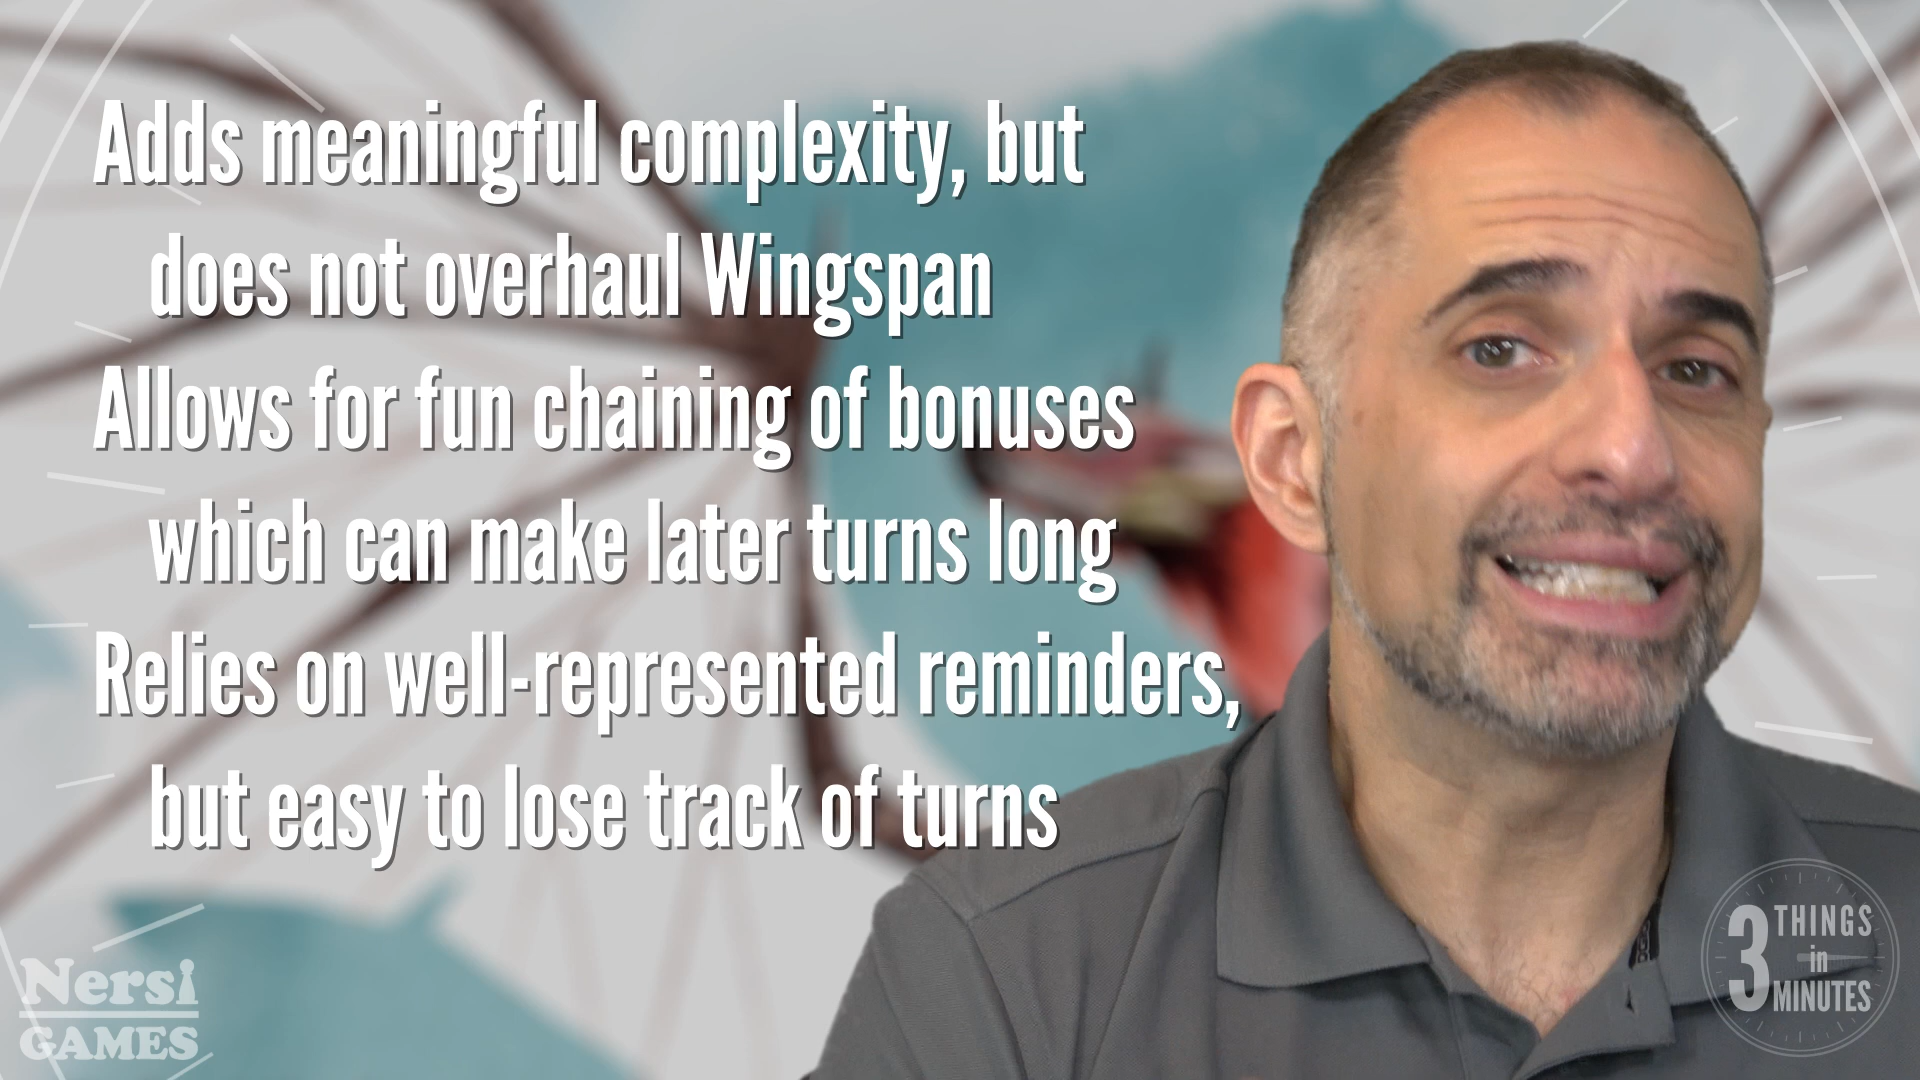 Adds meaningful complexity, but
does not overhaul Wingspan
Allows for fun chaining of bonuses
which can make later turns long
Relies on well-represented reminders,
but easy to lose track of turns
Nersi
GAMES
3 THINGS
in
MINUTES